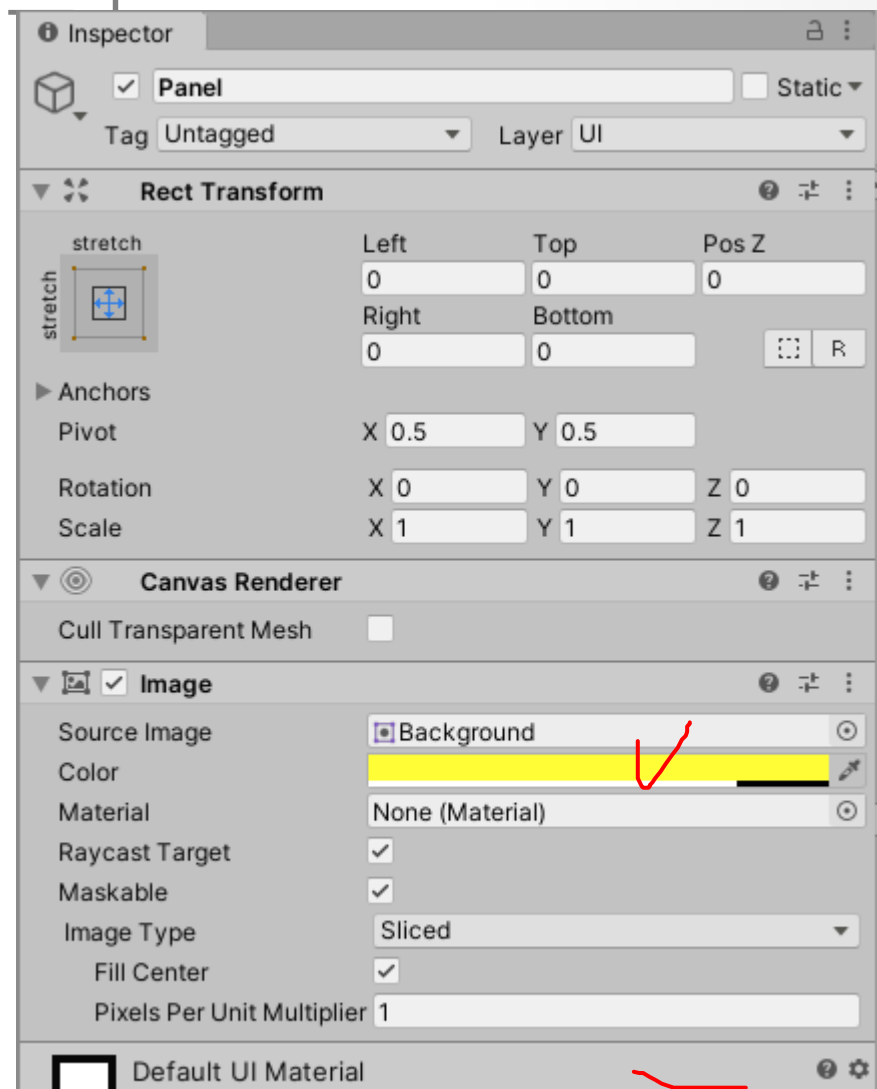 Inspector
Panel Static
Tag Untagged Layer UI
Rect Transform
stretch Left Top Pos Z
stretch
0 0 0
Right Bottom
0 0 R
Anchors
Pivot X 0.5 Y 0.5
Rotation X 0 Y 0 Z 0
Scale X 1 Y 1 Z 1
Canvas Renderer
Cull Transparent Mesh
Image
Source Image Background
Color
Material None (Material)
Raycast Target
Maskable
Image Type Sliced
Fill Center
Pixels Per Unit Multiplier 1
Default UI Material